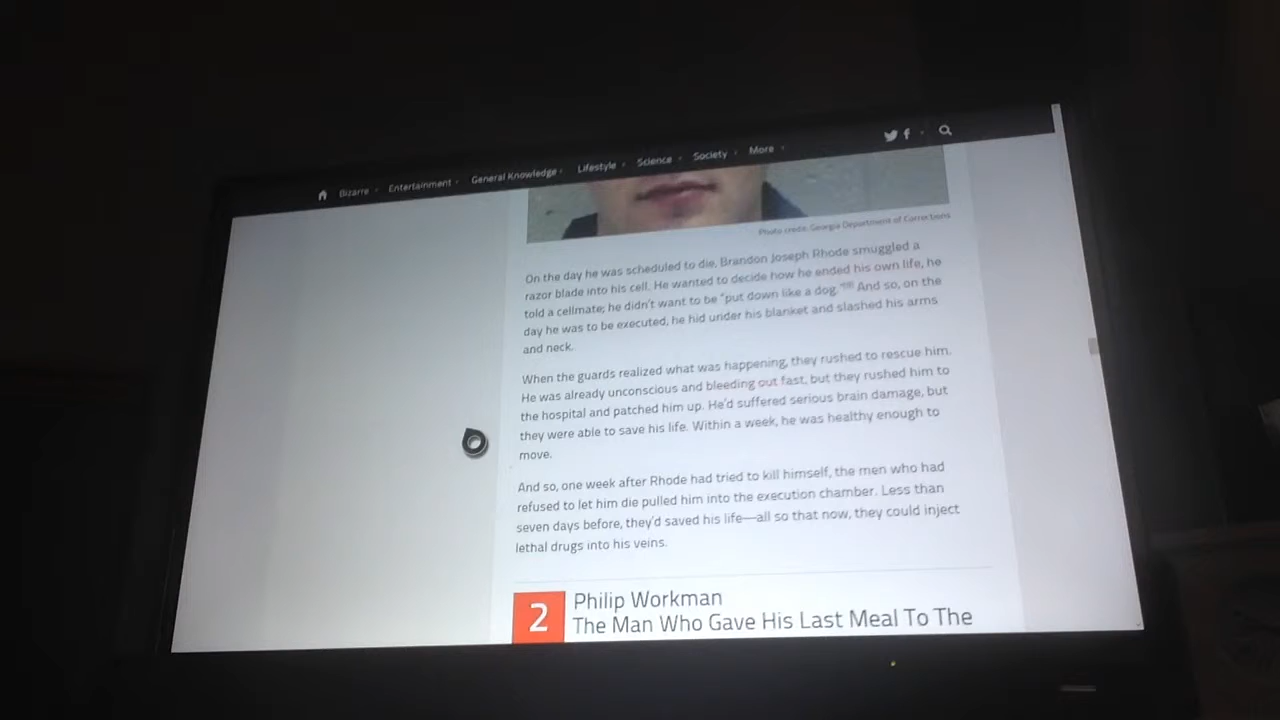 Bizarre Entertainment General Knowledge Lifestyle Science Society More
Photo credit: Georgia Department of Corrections
On the day he was scheduled to die, Brandon Joseph Rhode smuggled a
razor blade into his cell. He wanted to decide how he ended his own life, he
told a cellmate; he didn't want to be "put down like a dog." And so, on the
day he was to be executed, he hid under his blanket and slashed his arms
and neck.
When the guards realized what was happening, they rushed to rescue him.
He was already unconscious and bleeding out fast, but they rushed him to
the hospital and patched him up. He'd suffered serious brain damage, but
they were able to save his life. Within a week, he was healthy enough to
move.
And so, one week after Rhode had tried to kill himself, the men who had
refused to let him die pulled him into the execution chamber. Less than
seven days before, they'd saved his life—all so that now, they could inject
lethal drugs into his veins.
2 Philip Workman
The Man Who Gave His Last Meal To The